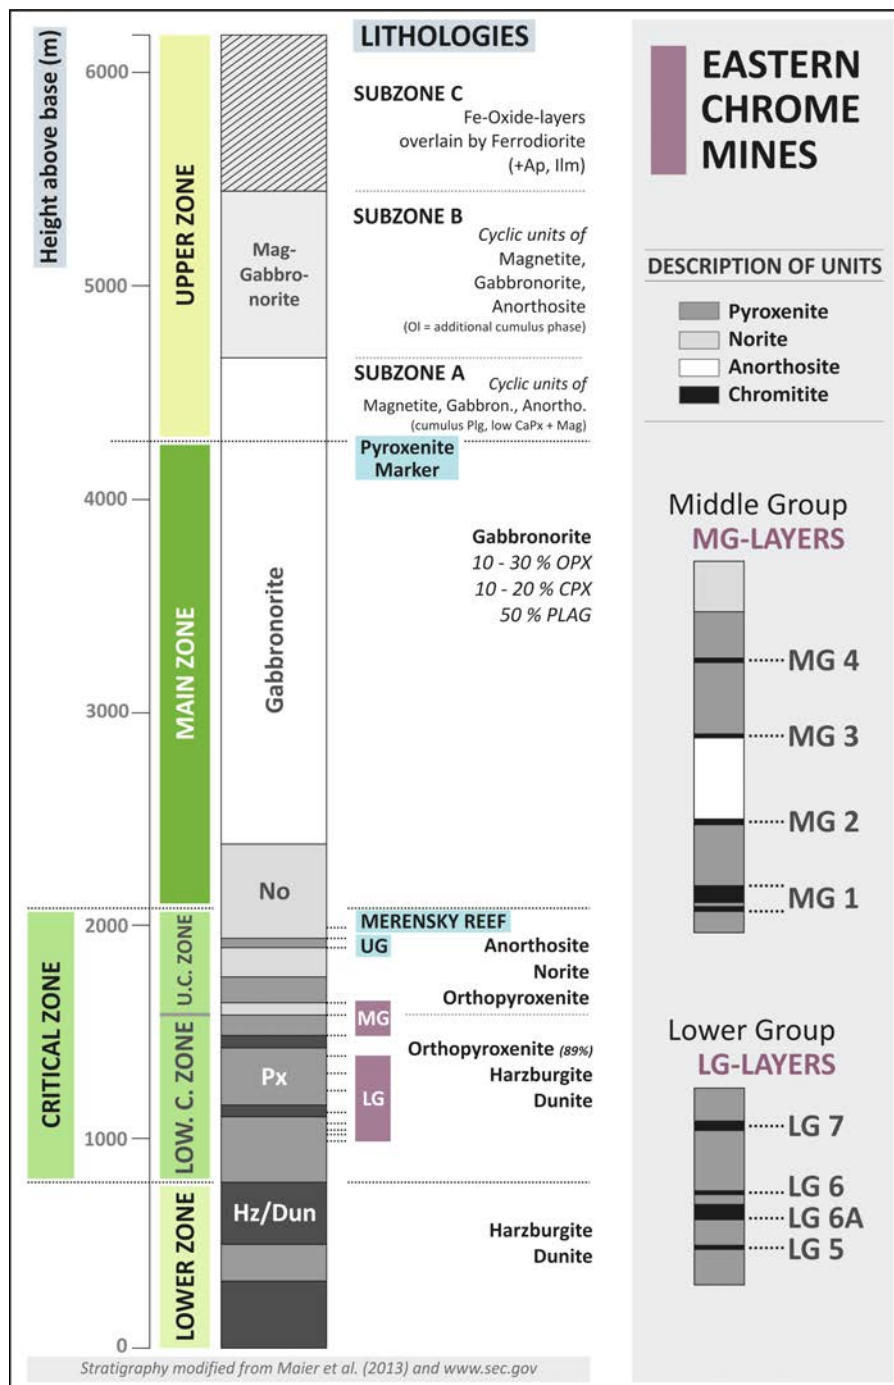 Height above base (m)
6000
5000
4000
3000
2000
1000
0
UPPER ZONE
MAIN ZONE
CRITICAL ZONE
U.C. ZONE
LOW. C. ZONE
LOWER ZONE
Mag-
Gabbro-
norite
Gabbronorite
No
Px
Hz/Dun
LITHOLOGIES
SUBZONE C
Fe-Oxide-layers
overlain by Ferrodiorite
(+Ap, Ilm)
SUBZONE B
Cyclic units of
Magnetite,
Gabbronorite,
Anorthosite
(Ol = additional cumulus phase)
SUBZONE A
Cyclic units of
Magnetite, Gabbron., Anortho.
(cumulus Plg, low CaPx + Mag)
Pyroxenite
Marker
Gabbronorite
10 - 30 % OPX
10 - 20 % CPX
50 % PLAG
MERENSKY REEF
UG
Anorthosite
Norite
Orthopyroxenite
MG
Orthopyroxenite (89%)
Harzburgite
Dunite
LG
Harzburgite
Dunite
Stratigraphy modified from Maier et al. (2013) and www.sec.gov
EASTERN
CHROME
MINES
DESCRIPTION OF UNITS
Pyroxenite
Norite
Anorthosite
Chromitite
Middle Group
MG-LAYERS
MG 4
MG 3
MG 2
MG 1
Lower Group
LG-LAYERS
LG 7
LG 6
LG 6A
LG 5